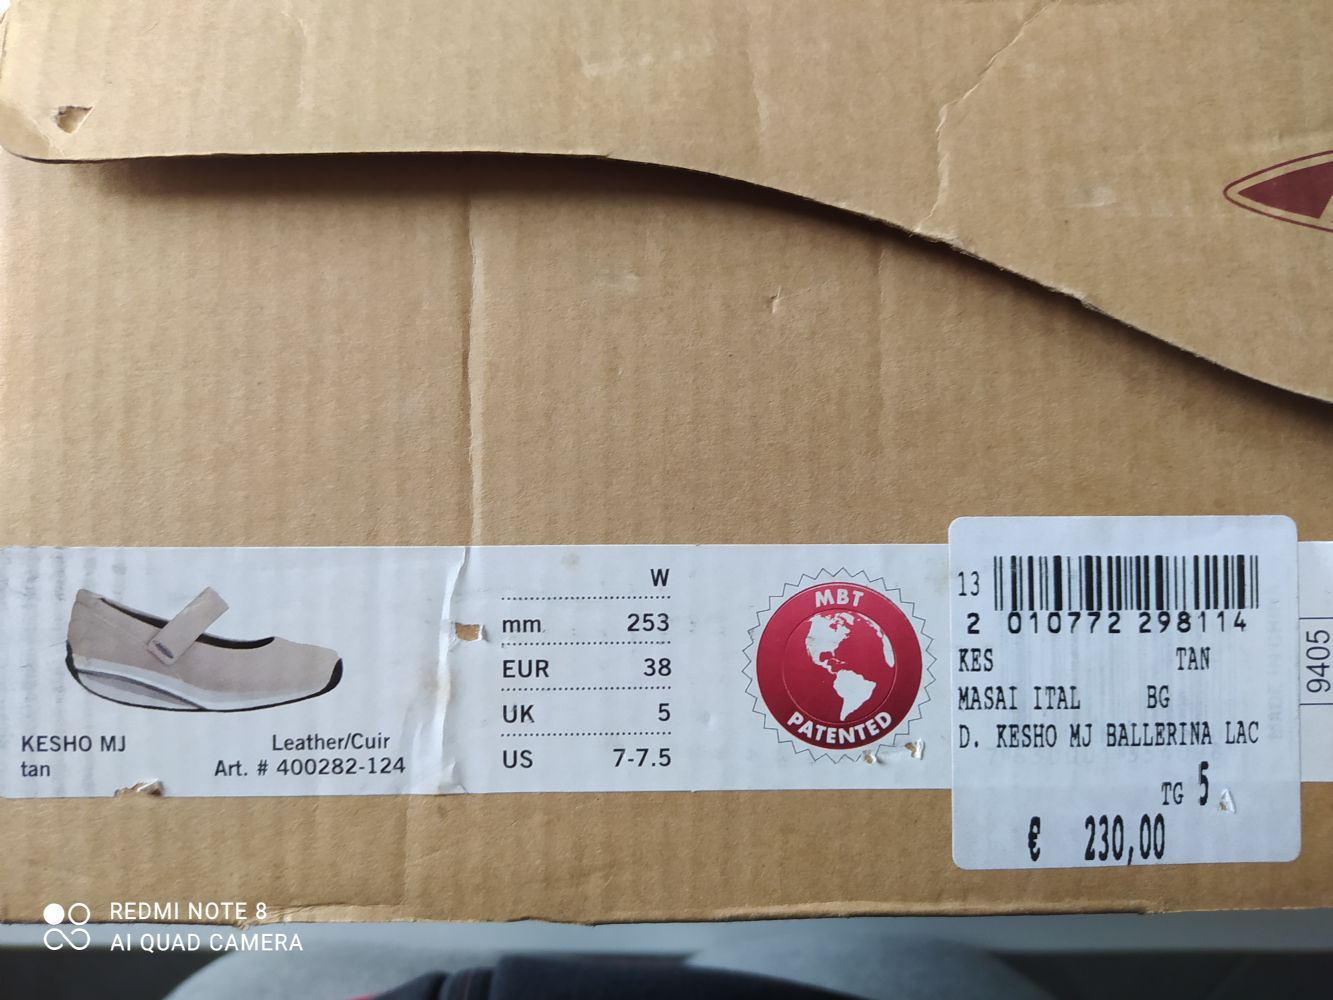 KESHO MJ
tan
Leather/Cuir
Art. # 400282-124
W
mm 253
EUR 38
UK 5
US 7-7.5
MBT
PATENTED
13
2 010772 298114
KES TAN
MASAI ITAL BG
D. KESHO MJ BALLERINA LAC
TG 5
€ 230,00
9405
REDMI NOTE 8
AI QUAD CAMERA